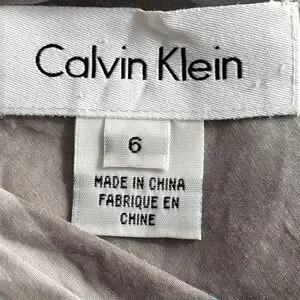 Calvin Klein
6
MADE IN CHINA
FABRIQUE EN
CHINE